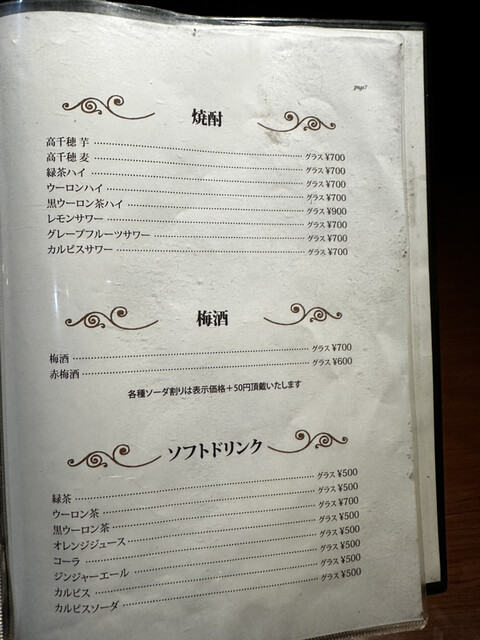 page7
焼酎
高千穂 芋 グラス ¥700
高千穂 麦 グラス ¥700
緑茶ハイ グラス ¥700
ウーロンハイ グラス ¥700
黒ウーロン茶ハイ グラス ¥900
レモンサワー グラス ¥700
グレープフルーツサワー グラス ¥700
カルピスサワー グラス ¥700
梅酒
梅酒 グラス ¥700
赤梅酒 グラス ¥600
各種ソーダ割りは表示価格＋50円頂戴いたします
ソフトドリンク
緑茶 グラス ¥500
ウーロン茶 グラス ¥500
黒ウーロン茶 グラス ¥700
オレンジジュース グラス ¥500
コーラ グラス ¥500
ジンジャーエール グラス ¥500
カルピス グラス ¥500
カルピスソーダ グラス ¥500